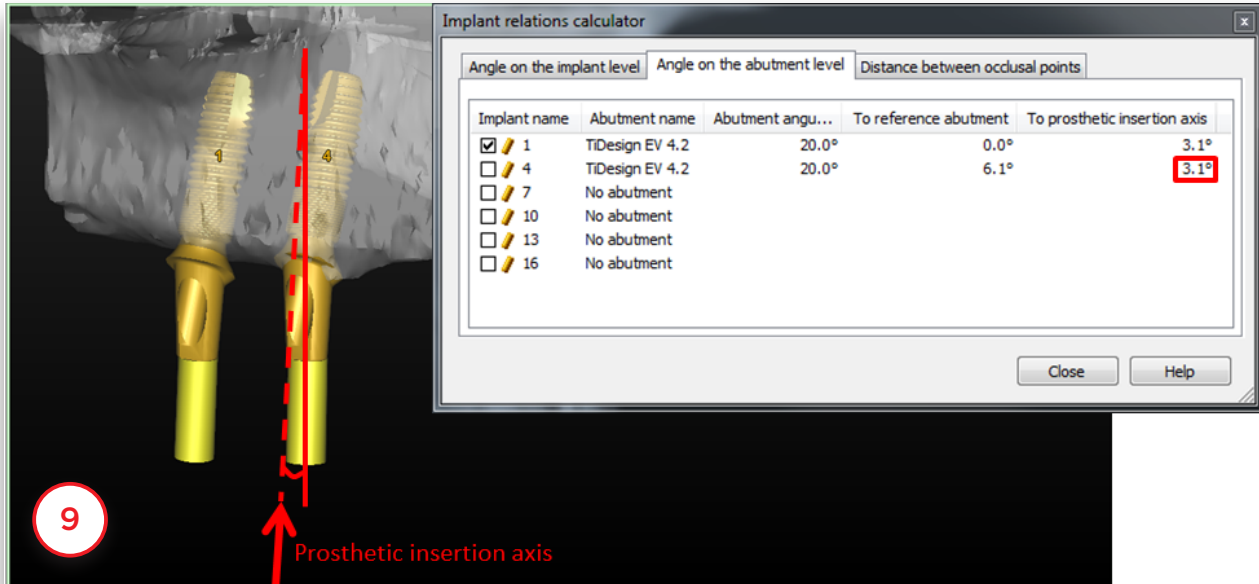 Implant relations calculator
x
Angle on the implant level Angle on the abutment level Distance between occlusal points
Implant name Abutment name Abutment angu... To reference abutment To prosthetic insertion axis
1 TiDesign EV 4.2 20.0° 0.0° 3.1°
4 TiDesign EV 4.2 20.0° 6.1° 3.1°
7 No abutment
10 No abutment
13 No abutment
16 No abutment
Close Help
1 4
9
Prosthetic insertion axis